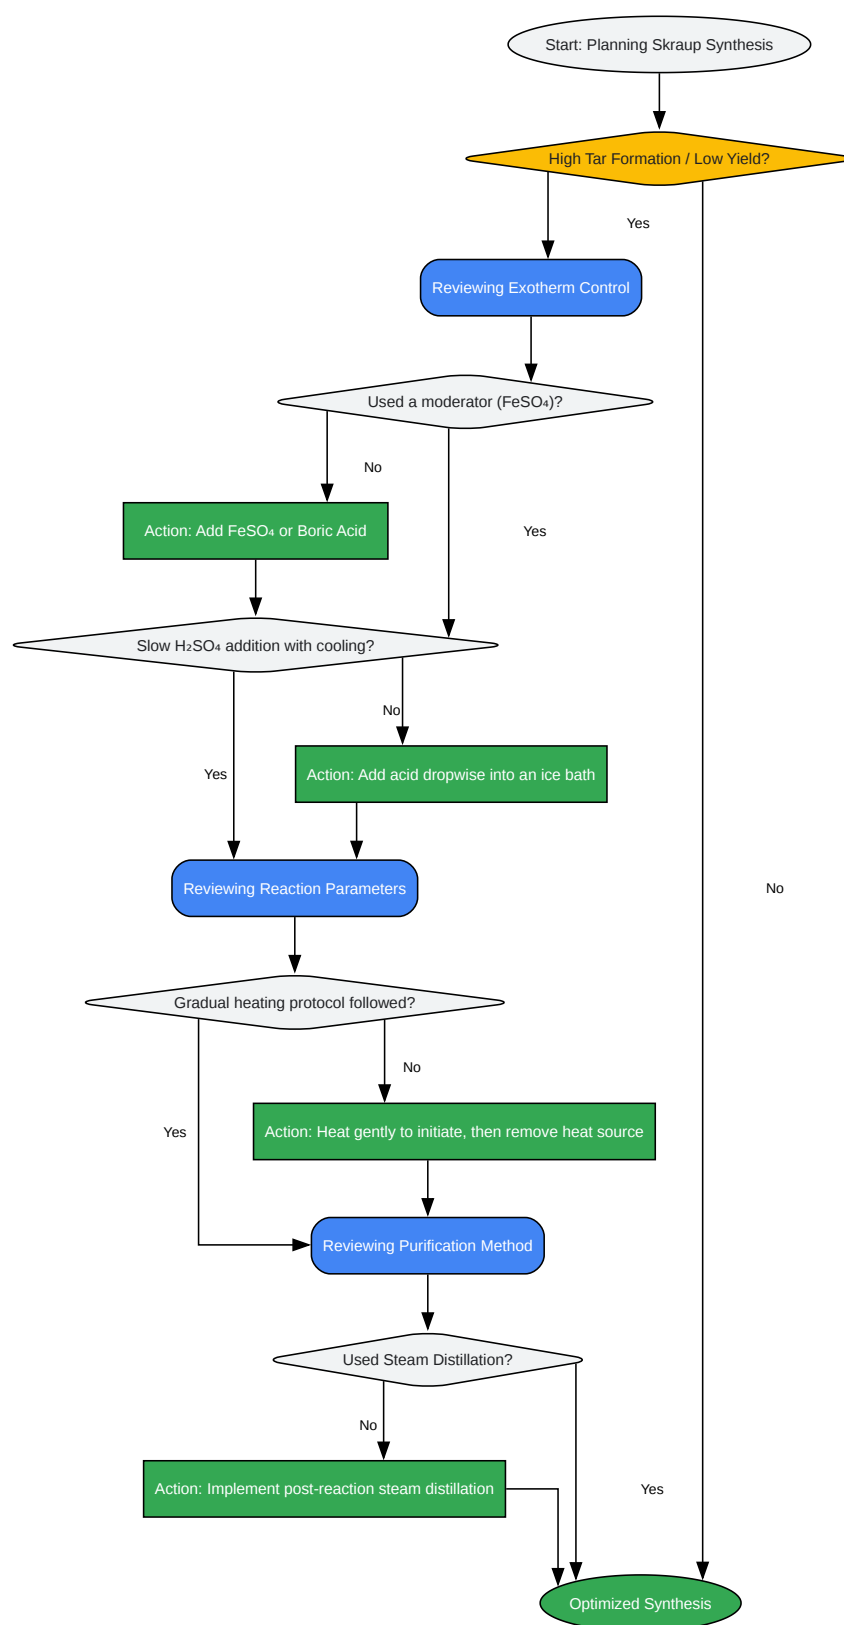 Start: Planning Skraup Synthesis
High Tar Formation / Low Yield?
Yes
Reviewing Exotherm Control
Used a moderator (FeSO₄)?
No
Action: Add FeSO₄ or Boric Acid
Yes
Slow H₂SO₄ addition with cooling?
No
Yes
Action: Add acid dropwise into an ice bath
Reviewing Reaction Parameters
No
Gradual heating protocol followed?
No
Yes
Action: Heat gently to initiate, then remove heat source
Reviewing Purification Method
Used Steam Distillation?
No
Action: Implement post-reaction steam distillation
Yes
Optimized Synthesis